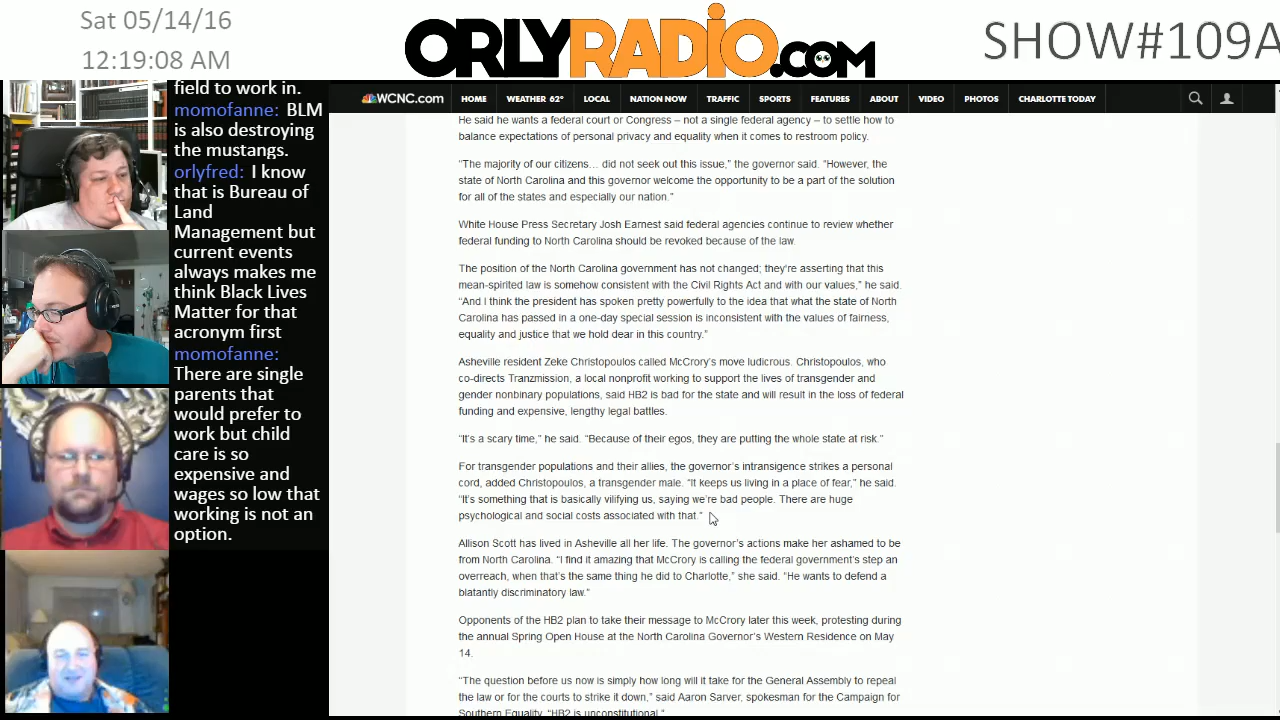 Sat 05/14/16
12:19:08 AM
ORLYRADIO.COM
SHOW#109A
field to work in.
momofanne: BLM
is also destroying
the mustangs.
orlyfred: I know
that is Bureau of
Land
Management but
current events
always makes me
think Black Lives
Matter for that
acronym first
momofanne:
There are single
parents that
would prefer to
work but child
care is so
expensive and
wages so low that
working is not an
option.
WCNC.com HOME WEATHER 62° LOCAL NATION NOW TRAFFIC SPORTS FEATURES ABOUT VIDEO PHOTOS CHARLOTTE TODAY
He said he wants a federal court or Congress – not a single federal agency – to settle how to
balance expectations of personal privacy and equality when it comes to restroom policy.
“The majority of our citizens… did not seek out this issue,” the governor said. “However, the
state of North Carolina and this governor welcome the opportunity to be a part of the solution
for all of the states and especially our nation.”
White House Press Secretary Josh Earnest said federal agencies continue to review whether
federal funding to North Carolina should be revoked because of the law.
The position of the North Carolina government has not changed; they’re asserting that this
mean-spirited law is somehow consistent with the Civil Rights Act and with our values,” he said.
“And I think the president has spoken pretty powerfully to the idea that what the state of North
Carolina has passed in a one-day special session is inconsistent with the values of fairness,
equality and justice that we hold dear in this country.”
Asheville resident Zeke Christopoulos called McCrory’s move ludicrous. Christopoulos, who
co-directs Tranzmission, a local nonprofit working to support the lives of transgender and
gender nonbinary populations, said HB2 is bad for the state and will result in the loss of federal
funding and expensive, lengthy legal battles.
“It’s a scary time,” he said. “Because of their egos, they are putting the whole state at risk.”
For transgender populations and their allies, the governor’s intransigence strikes a personal
cord, added Christopoulos, a transgender male. “It keeps us living in a place of fear,” he said.
“It’s something that is basically vilifying us, saying we’re bad people. There are huge
psychological and social costs associated with that.”
Allison Scott has lived in Asheville all her life. The governor’s actions make her ashamed to be
from North Carolina. “I find it amazing that McCrory is calling the federal government’s step an
overreach, when that’s the same thing he did to Charlotte,” she said. “He wants to defend a
blatantly discriminatory law.”
Opponents of the HB2 plan to take their message to McCrory later this week, protesting during
the annual Spring Open House at the North Carolina Governor’s Western Residence on May
14.
“The question before us now is simply how long will it take for the General Assembly to repeal
the law or for the courts to strike it down,” said Aaron Sarver, spokesman for the Campaign for
Southern Equality. “HB2 is unconstitutional.”